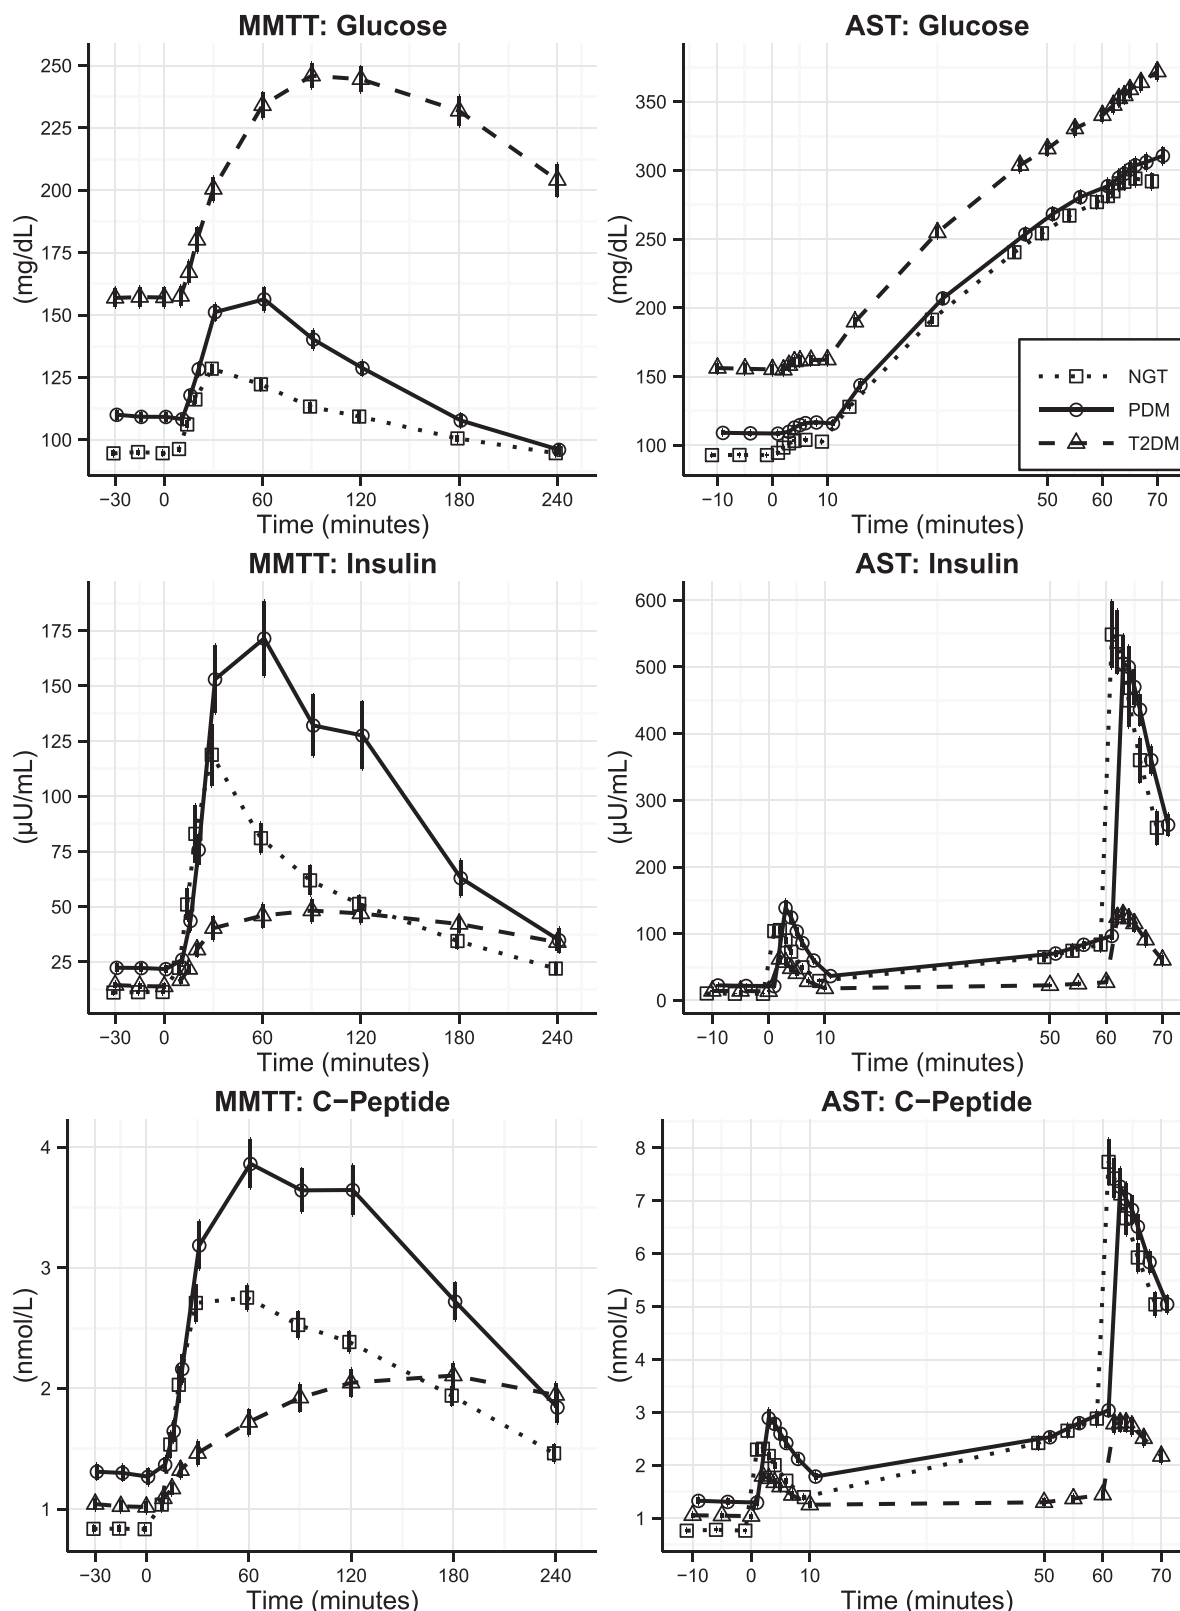 MMTT: Glucose
(mg/dL)
250
225
200
175
150
125
100
−30 0 60 120 180 240
Time (minutes)
AST: Glucose
(mg/dL)
350
300
250
200
150
100
−10 0 10 50 60 70
Time (minutes)
NGT
PDM
T2DM
MMTT: Insulin
(μU/mL)
175
150
125
100
75
50
25
−30 0 60 120 180 240
Time (minutes)
AST: Insulin
(μU/mL)
600
500
400
300
200
100
0
−10 0 10 50 60 70
Time (minutes)
MMTT: C−Peptide
(nmol/L)
4
3
2
1
−30 0 60 120 180 240
Time (minutes)
AST: C−Peptide
(nmol/L)
8
7
6
5
4
3
2
1
−10 0 10 50 60 70
Time (minutes)